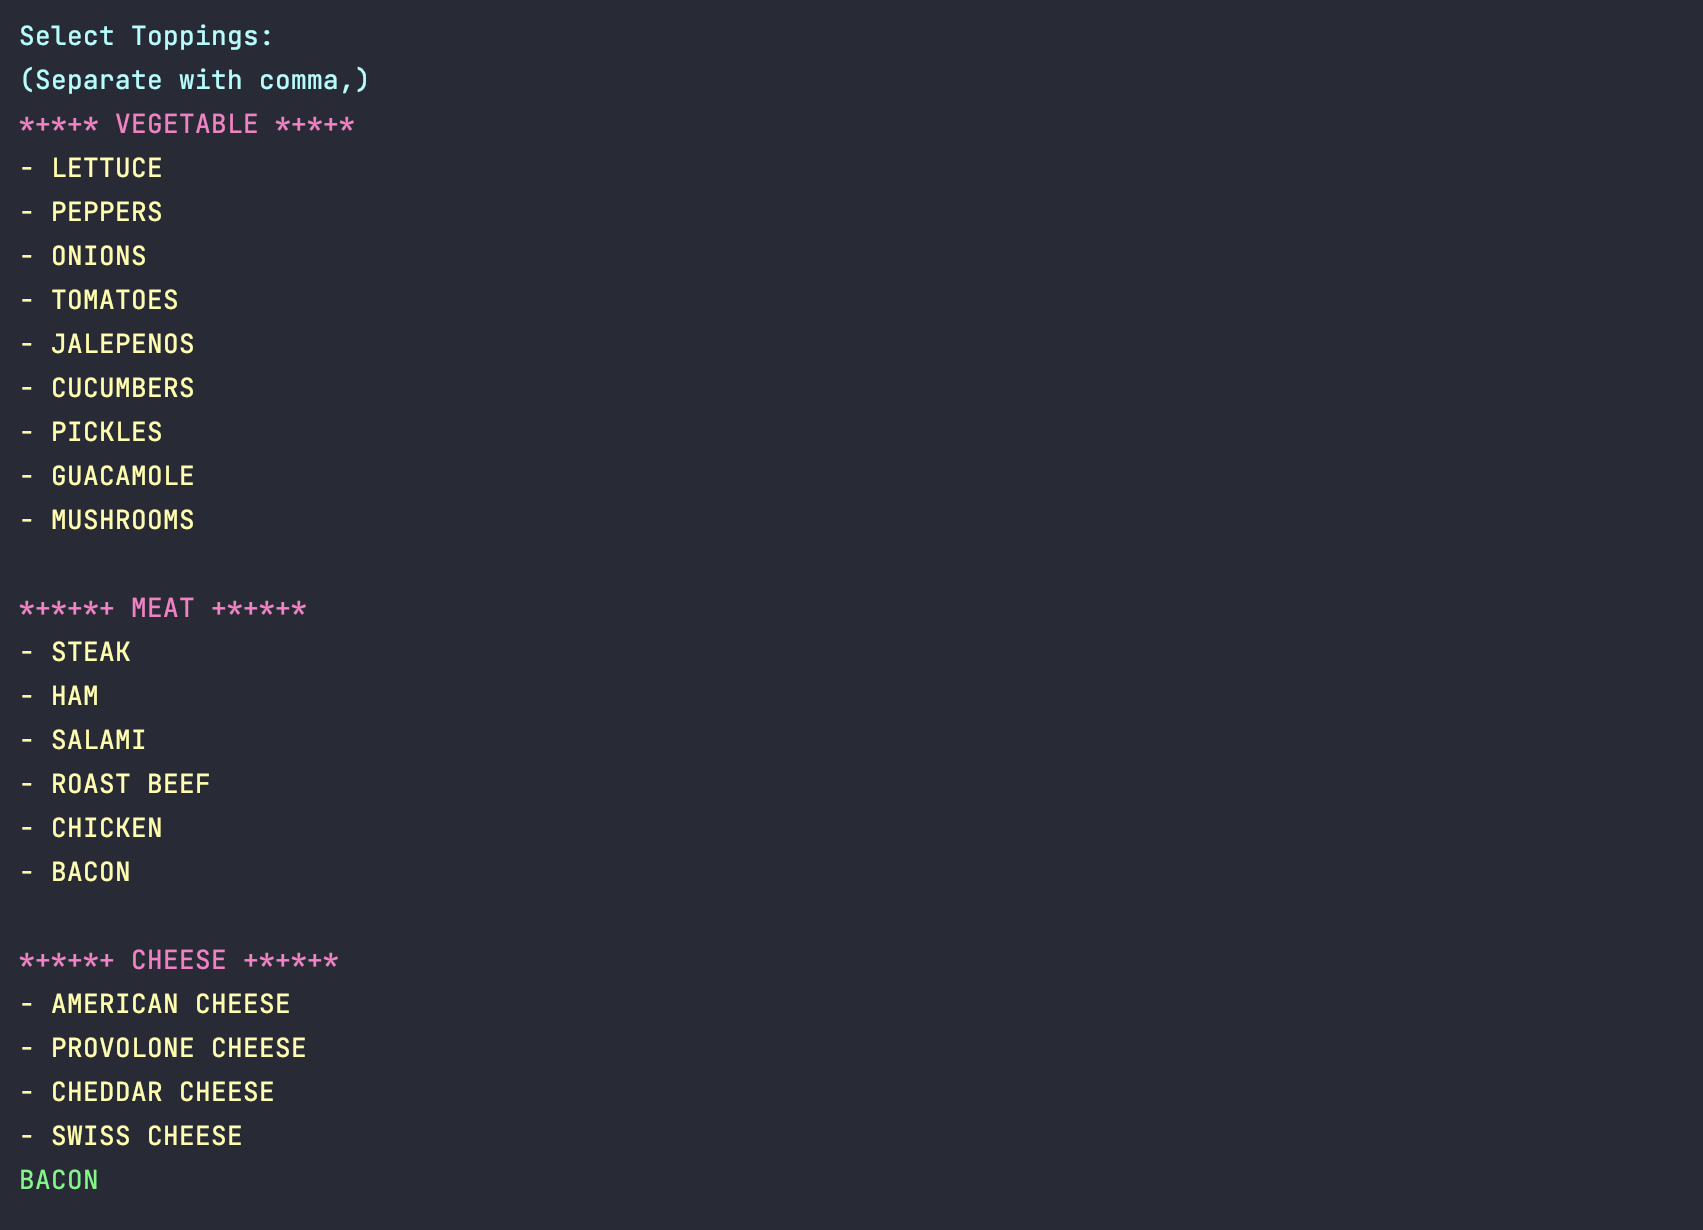 Select Toppings:
(Separate with comma,)
*+*+* VEGETABLE *+*+*
- LETTUCE
- PEPPERS
- ONIONS
- TOMATOES
- JALEPENOS
- CUCUMBERS
- PICKLES
- GUACAMOLE
- MUSHROOMS
*+*+*+ MEAT +*+*+*
- STEAK
- HAM
- SALAMI
- ROAST BEEF
- CHICKEN
- BACON
*+*+*+ CHEESE +*+*+*
- AMERICAN CHEESE
- PROVOLONE CHEESE
- CHEDDAR CHEESE
- SWISS CHEESE
BACON